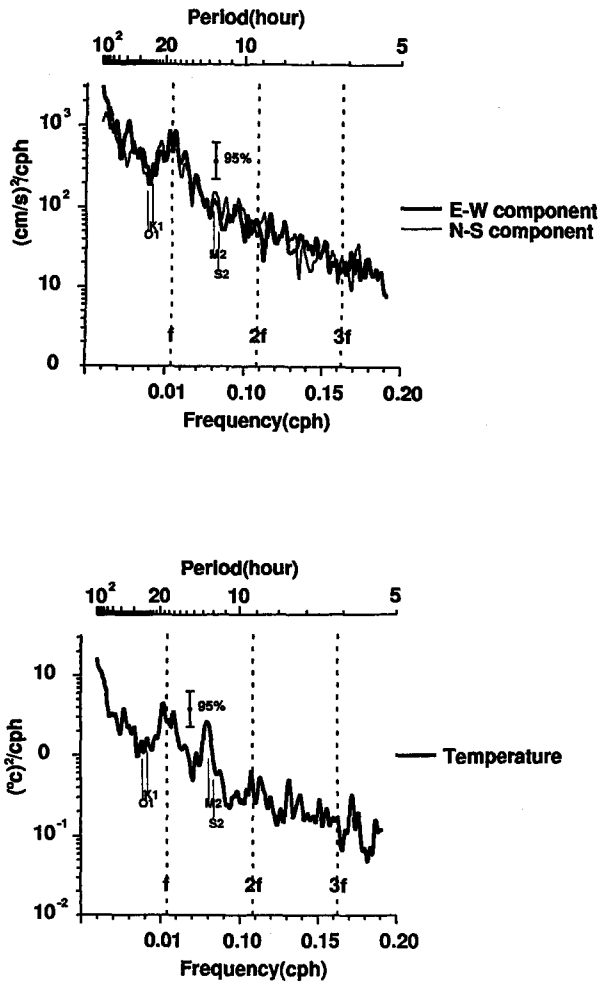 Period(hour)
10² 20 10 5
10³
10²
10
0
(cm/s)²/cph
95%
K1
O1
M2
S2
f 2f 3f
0.01 0.10 0.15 0.20
Frequency(cph)
E-W component
N-S component
Period(hour)
10² 20 10 5
10
0
10⁻¹
10⁻²
(ºc)²/cph
95%
K1
O1
M2
S2
f 2f 3f
0.01 0.10 0.15 0.20
Frequency(cph)
Temperature